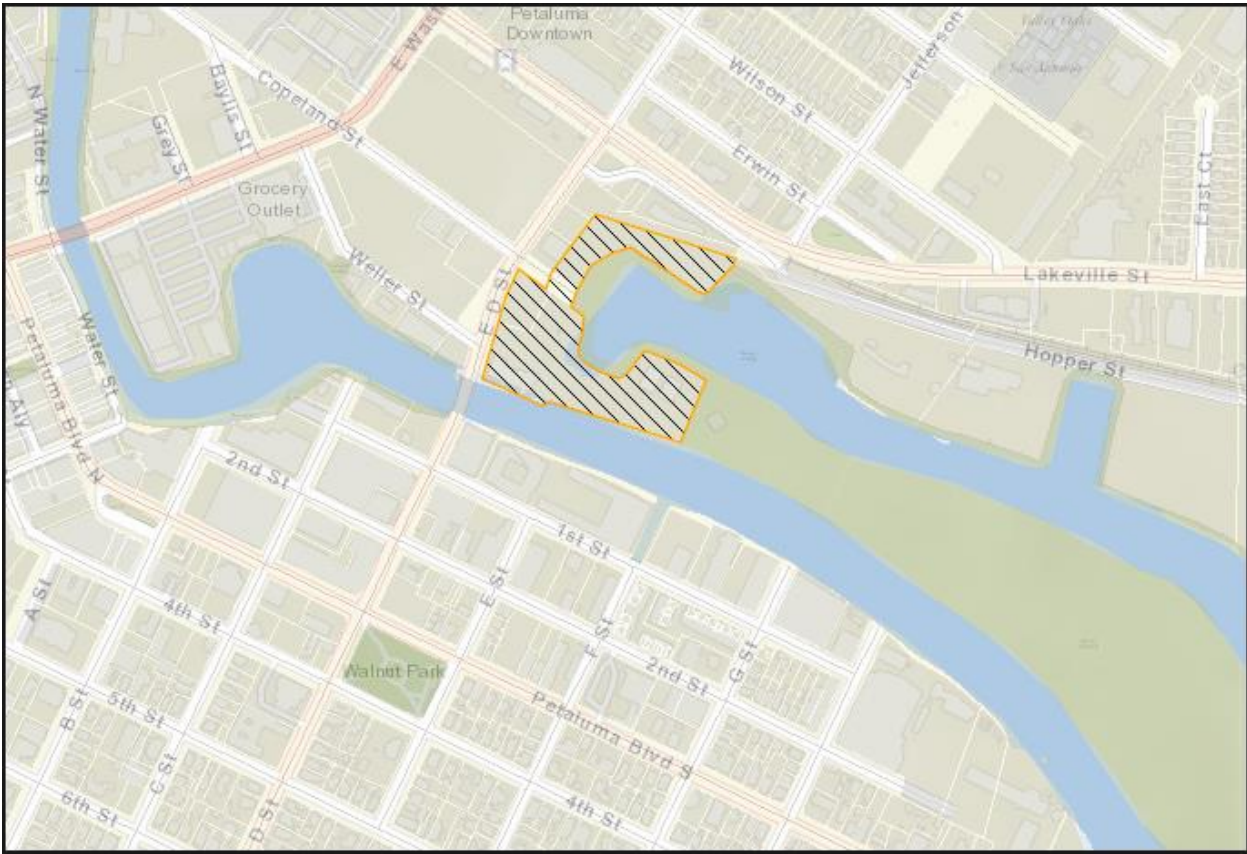 Petaluma
Downtown
Jefferson
E Wash
N Water St
Baylis St
Copeland St
Wilson St
Grey St
Erwin St
East Ct
Grocery
Outlet
Weller St
E D St
Lakeville St
Hopper St
Water St
Petaluma Blvd N
2nd St
1st St
E St
A St
4th St
F St
2nd St
G St
Walnut Park
B St
5th St
Petaluma Blvd S
C St
6th St
D St
4th St